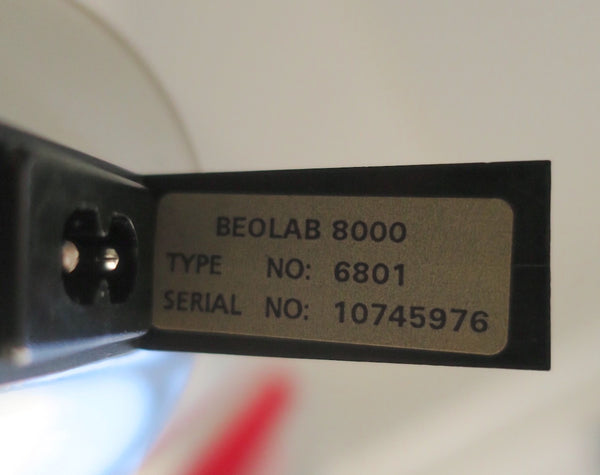 BEOLAB 8000
TYPE NO: 6801
SERIAL NO: 10745976